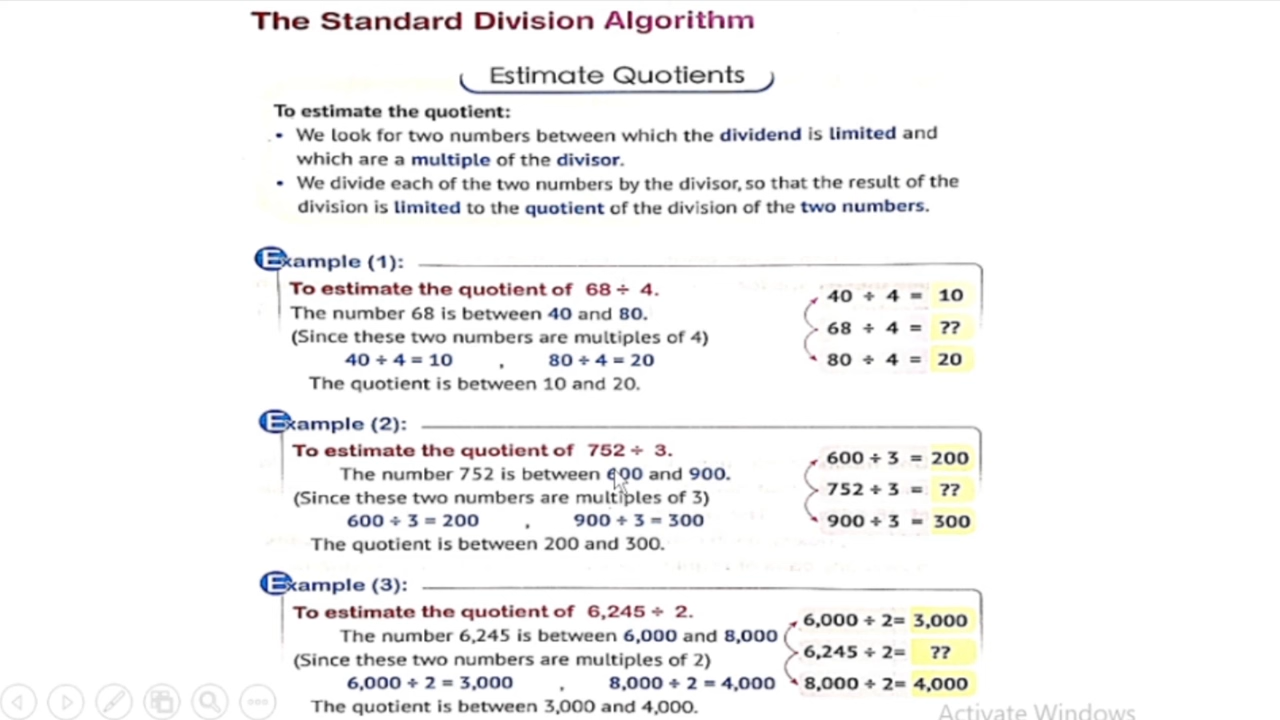 The Standard Division Algorithm
Estimate Quotients
To estimate the quotient:
• We look for two numbers between which the dividend is limited and
which are a multiple of the divisor.
• We divide each of the two numbers by the divisor, so that the result of the
division is limited to the quotient of the division of the two numbers.
Example (1):
To estimate the quotient of 68 ÷ 4.
The number 68 is between 40 and 80.
(Since these two numbers are multiples of 4)
40 ÷ 4 = 10 , 80 ÷ 4 = 20
The quotient is between 10 and 20.
40 ÷ 4 = 10
68 ÷ 4 = ??
80 ÷ 4 = 20
Example (2):
To estimate the quotient of 752 ÷ 3.
The number 752 is between 600 and 900.
(Since these two numbers are multiples of 3)
600 ÷ 3 = 200 , 900 ÷ 3 = 300
The quotient is between 200 and 300.
600 ÷ 3 = 200
752 ÷ 3 = ??
900 ÷ 3 = 300
Example (3):
To estimate the quotient of 6,245 ÷ 2.
The number 6,245 is between 6,000 and 8,000
(Since these two numbers are multiples of 2)
6,000 ÷ 2 = 3,000 , 8,000 ÷ 2 = 4,000
The quotient is between 3,000 and 4,000.
6,000 ÷ 2= 3,000
6,245 ÷ 2= ??
8,000 ÷ 2= 4,000
Activate Windows